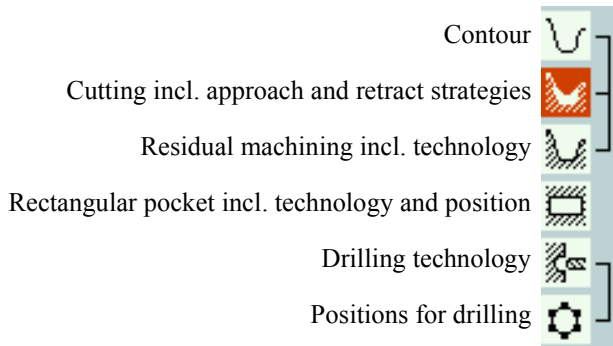 Contour
Cutting incl. approach and retract strategies
Residual machining incl. technology
Rectangular pocket incl. technology and position
Drilling technology
Positions for drilling